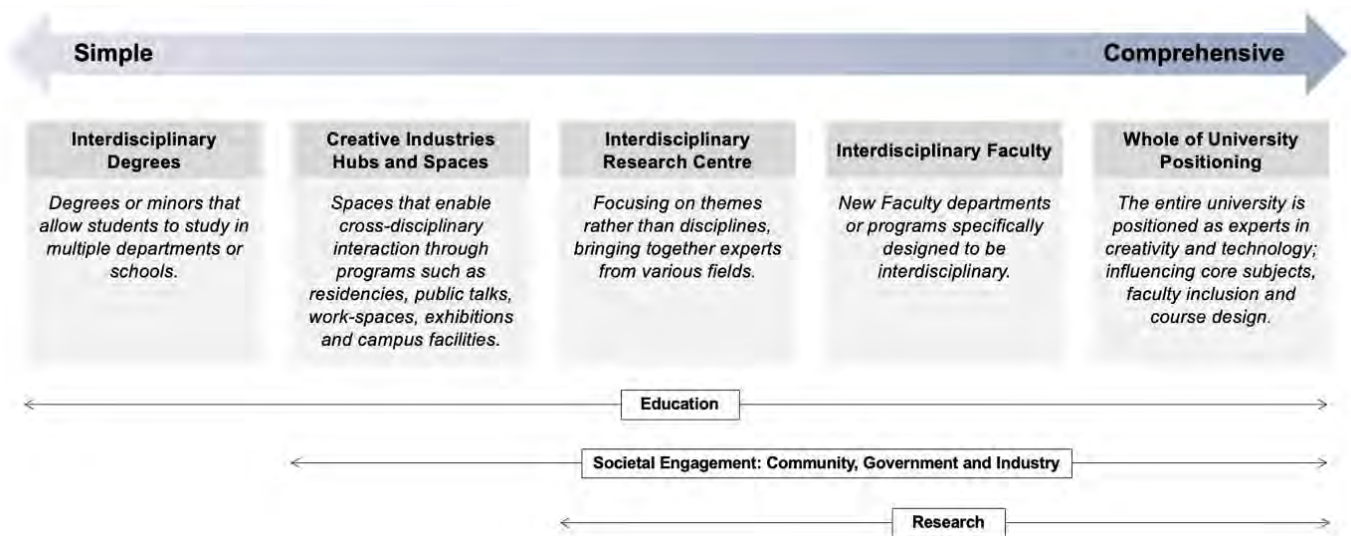 Simple
Comprehensive
Interdisciplinary
Degrees
Degrees or minors that
allow students to study in
multiple departments or
schools.
Creative Industries
Hubs and Spaces
Spaces that enable
cross-disciplinary
interaction through
programs such as
residencies, public talks,
work-spaces, exhibitions
and campus facilities.
Interdisciplinary
Research Centre
Focusing on themes
rather than disciplines,
bringing together experts
from various fields.
Interdisciplinary Faculty
New Faculty departments
or programs specifically
designed to be
interdisciplinary.
Whole of University
Positioning
The entire university is
positioned as experts in
creativity and technology;
influencing core subjects,
faculty inclusion and
course design.
Education
Societal Engagement: Community, Government and Industry
Research